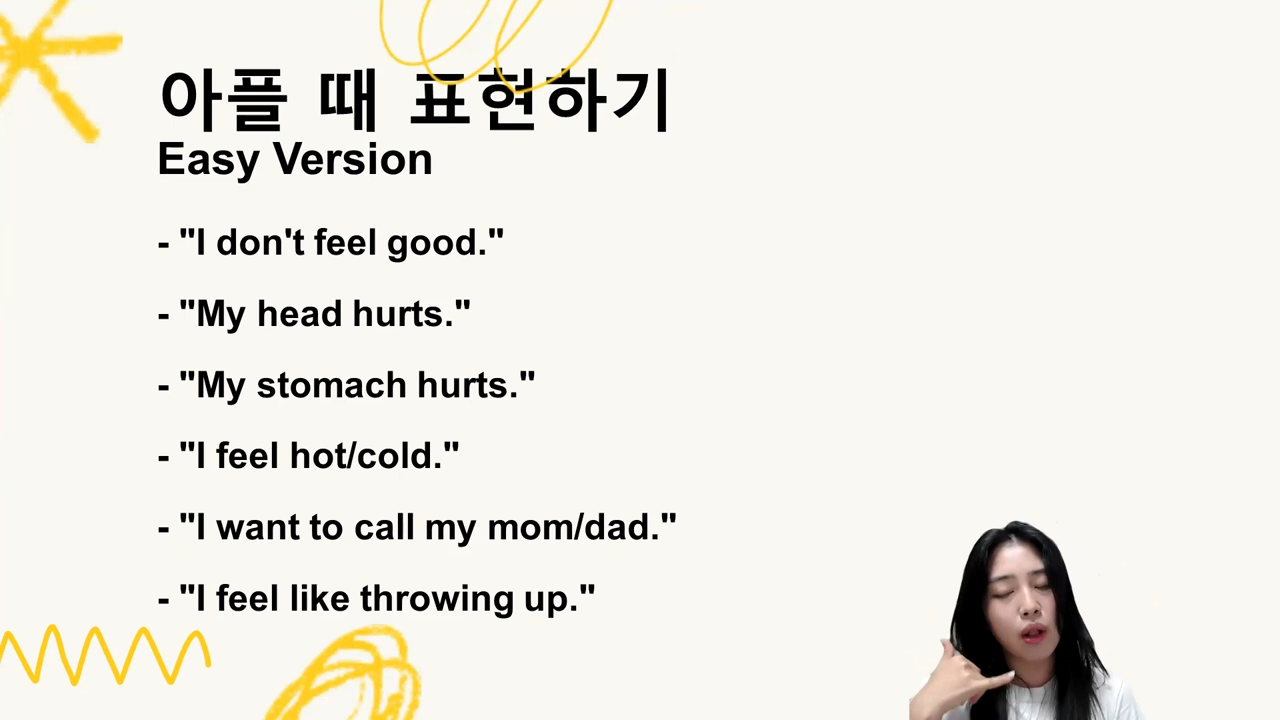 아플 때 표현하기
Easy Version
- "I don't feel good."
- "My head hurts."
- "My stomach hurts."
- "I feel hot/cold."
- "I want to call my mom/dad."
- "I feel like throwing up."